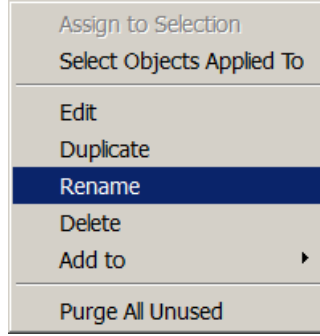 Assign to Selection
Select Objects Applied To
Edit
Duplicate
Rename
Delete
Add to
Purge All Unused